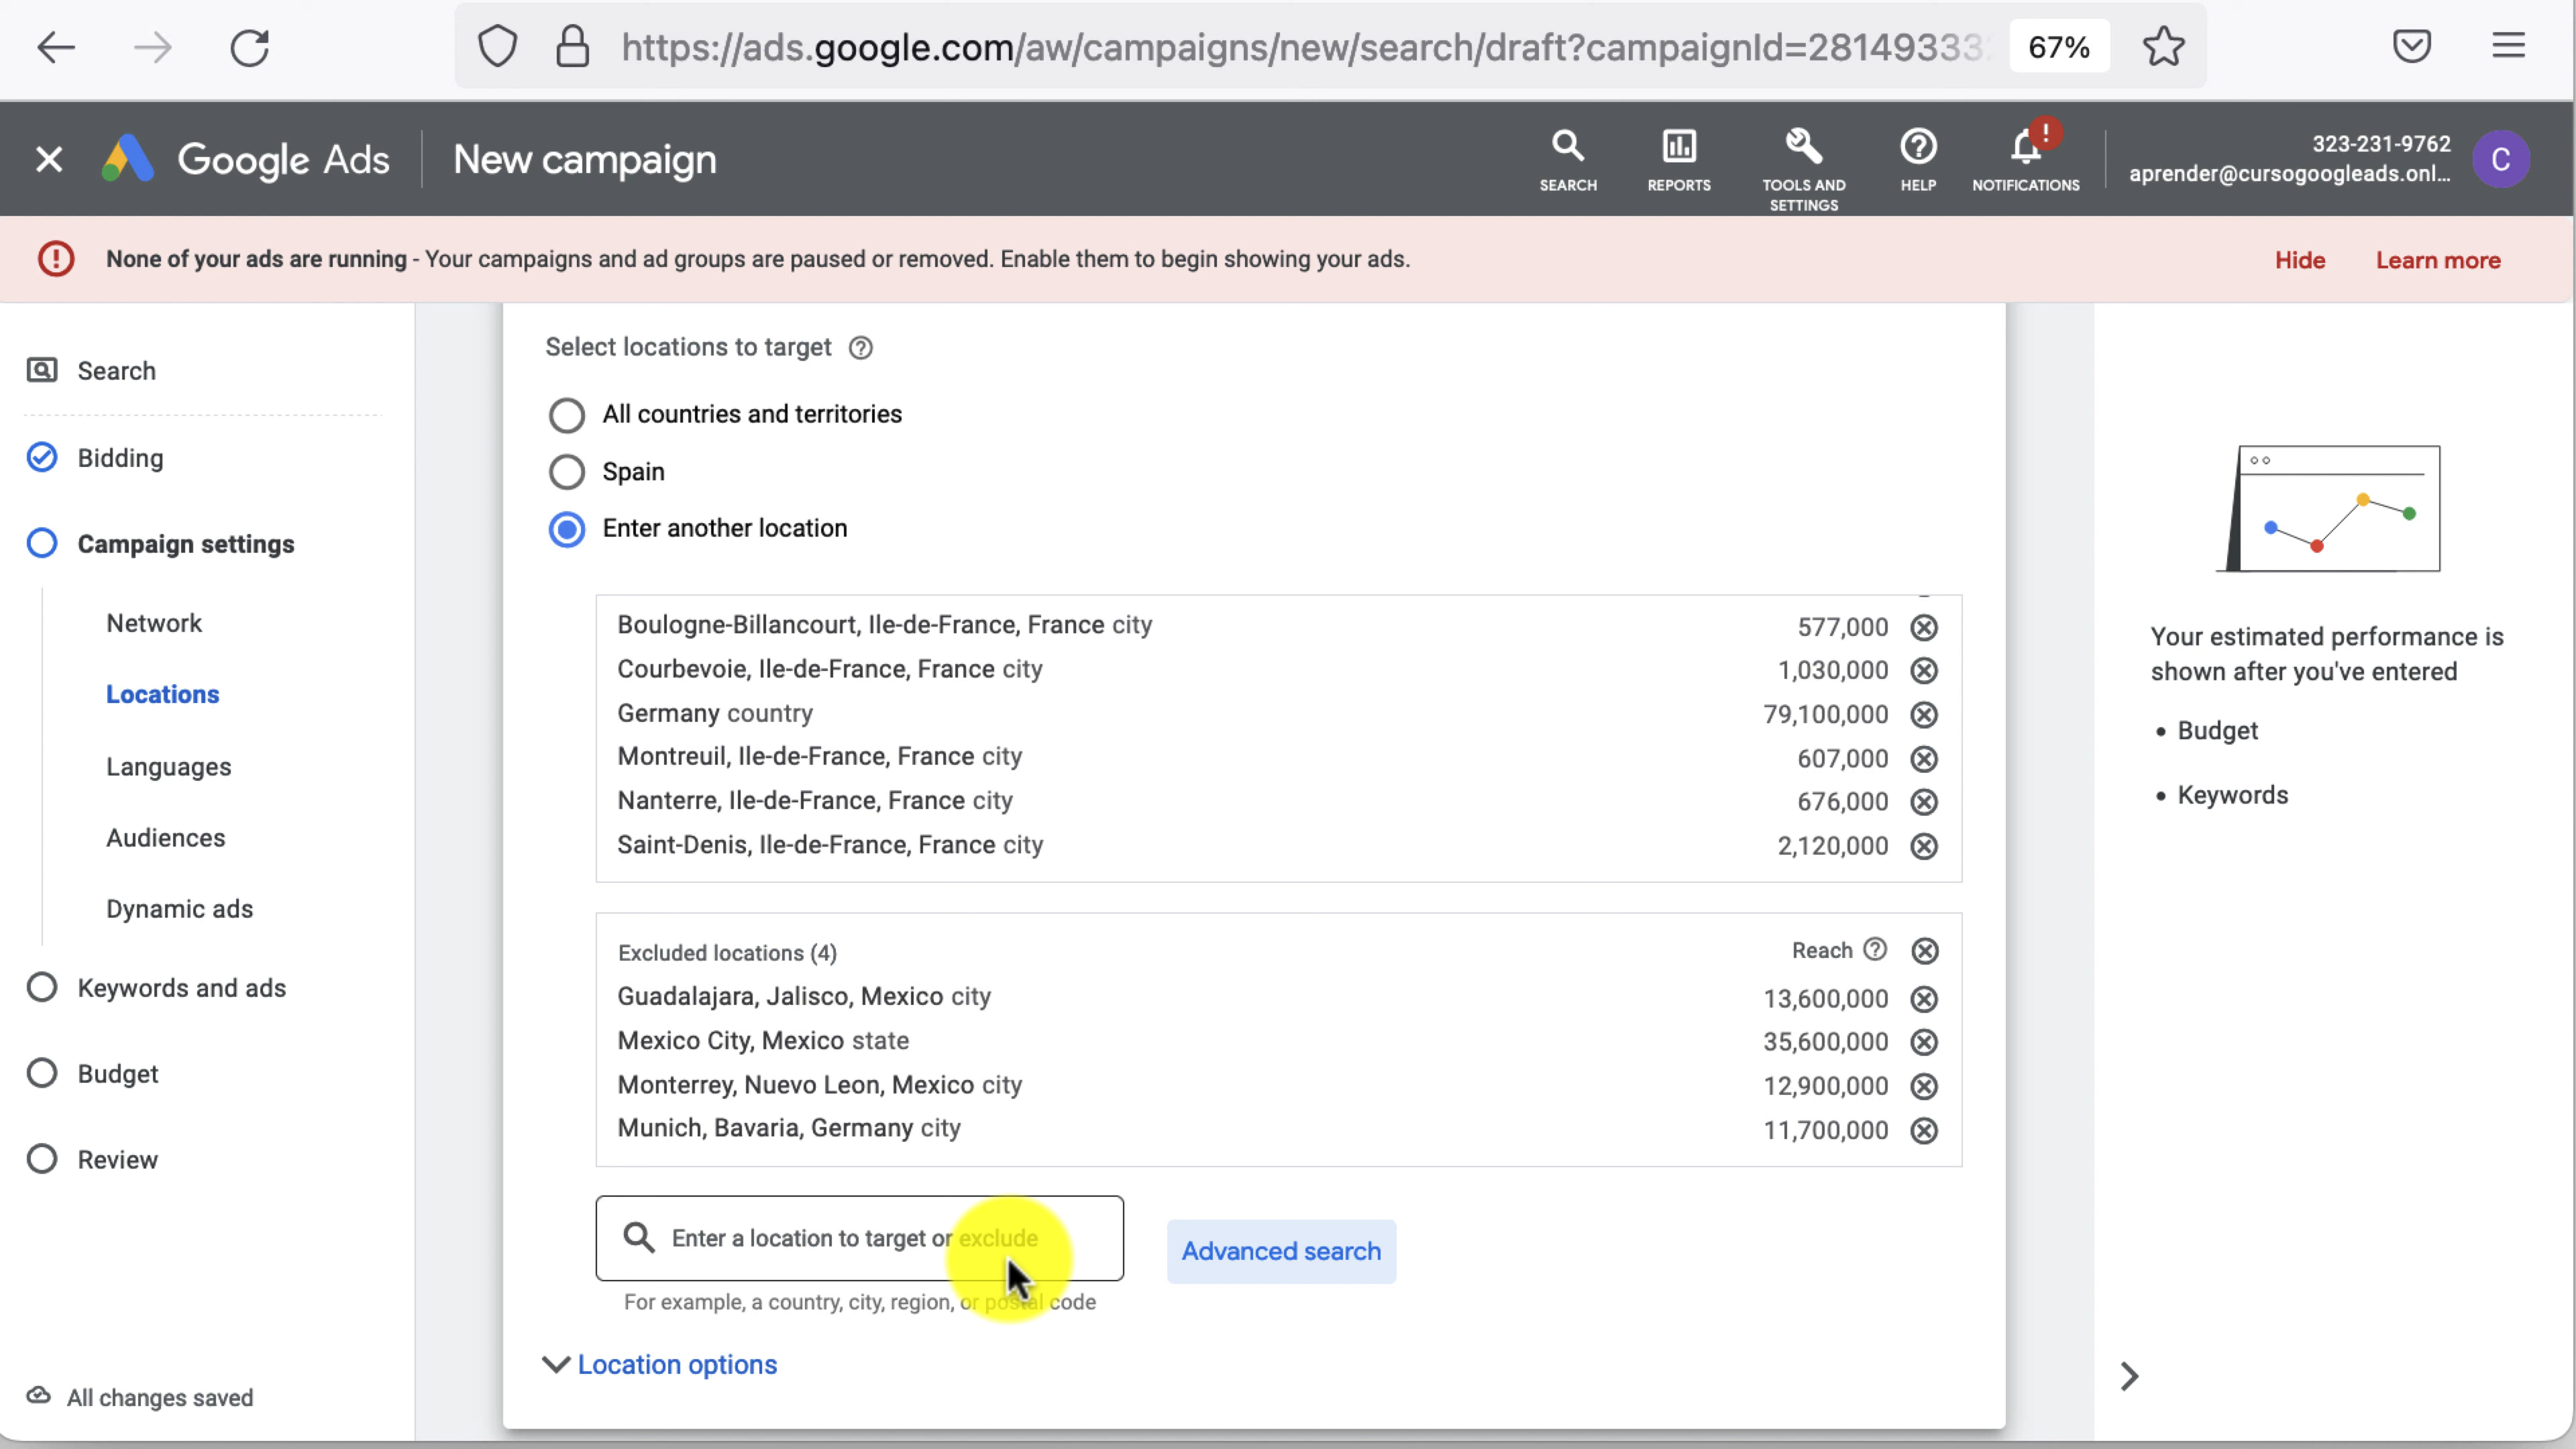 https://ads.google.com/aw/campaigns/new/search/draft?campaignId=281493333
67%
Google Ads
New campaign
SEARCH
REPORTS
TOOLS AND
SETTINGS
HELP
NOTIFICATIONS
323-231-9762
aprender@cursogoogleads.onl...
C
None of your ads are running - Your campaigns and ad groups are paused or removed. Enable them to begin showing your ads.
Hide
Learn more
Search
Bidding
Campaign settings
Network
Locations
Languages
Audiences
Dynamic ads
Keywords and ads
Budget
Review
All changes saved
Select locations to target
All countries and territories
Spain
Enter another location
Boulogne-Billancourt, Ile-de-France, France city 577,000
Courbevoie, Ile-de-France, France city 1,030,000
Germany country 79,100,000
Montreuil, Ile-de-France, France city 607,000
Nanterre, Ile-de-France, France city 676,000
Saint-Denis, Ile-de-France, France city 2,120,000
Excluded locations (4) Reach
Guadalajara, Jalisco, Mexico city 13,600,000
Mexico City, Mexico state 35,600,000
Monterrey, Nuevo Leon, Mexico city 12,900,000
Munich, Bavaria, Germany city 11,700,000
Enter a location to target or exclude
Advanced search
For example, a country, city, region, or postal code
Location options
Your estimated performance is
shown after you've entered
• Budget
• Keywords